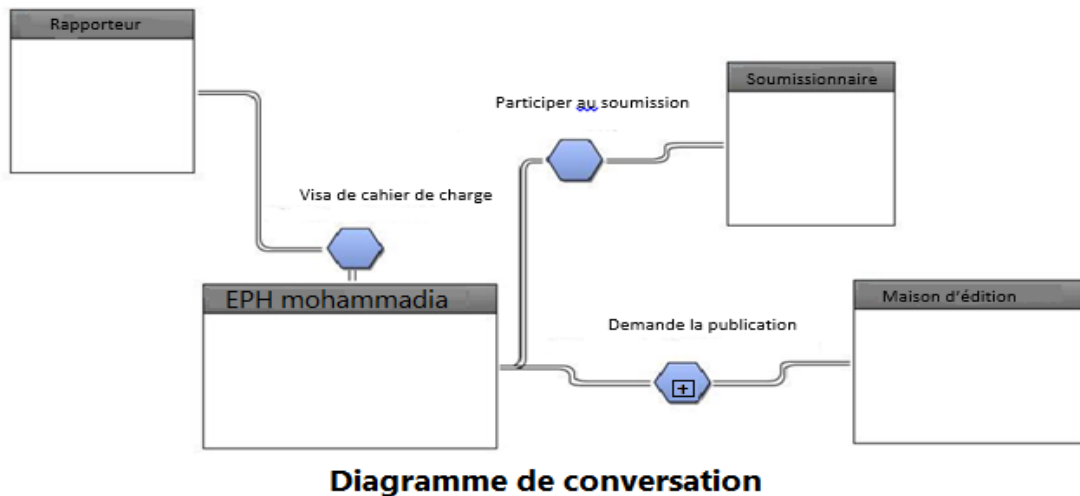 Rapporteur
Soumissionnaire
Participer au soumission
Visa de cahier de charge
EPH mohammadia
Maison d'édition
Demande la publication
Diagramme de conversation